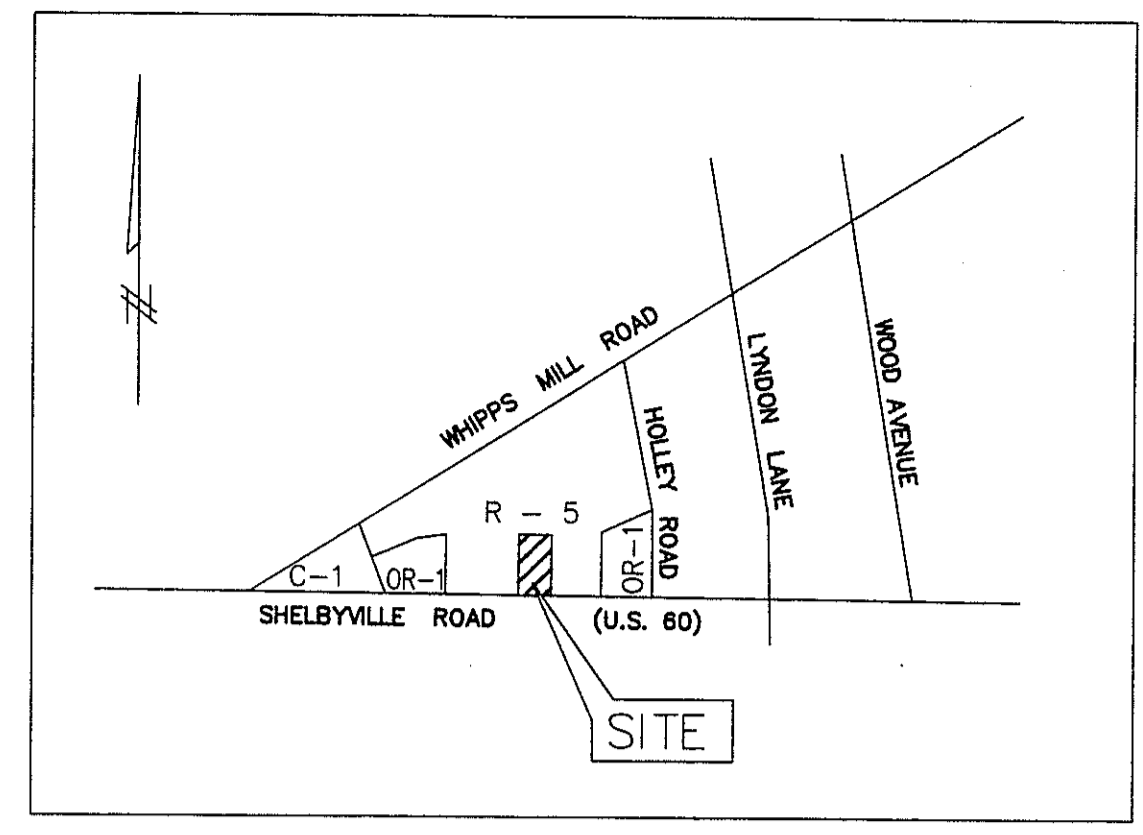 N
WHIPPS MILL ROAD
HOLLEY ROAD
LYNDON LANE
WOOD AVENUE
R - 5
C-1
OR-1
OR-1
SHELBYVILLE ROAD (U.S. 60)
SITE